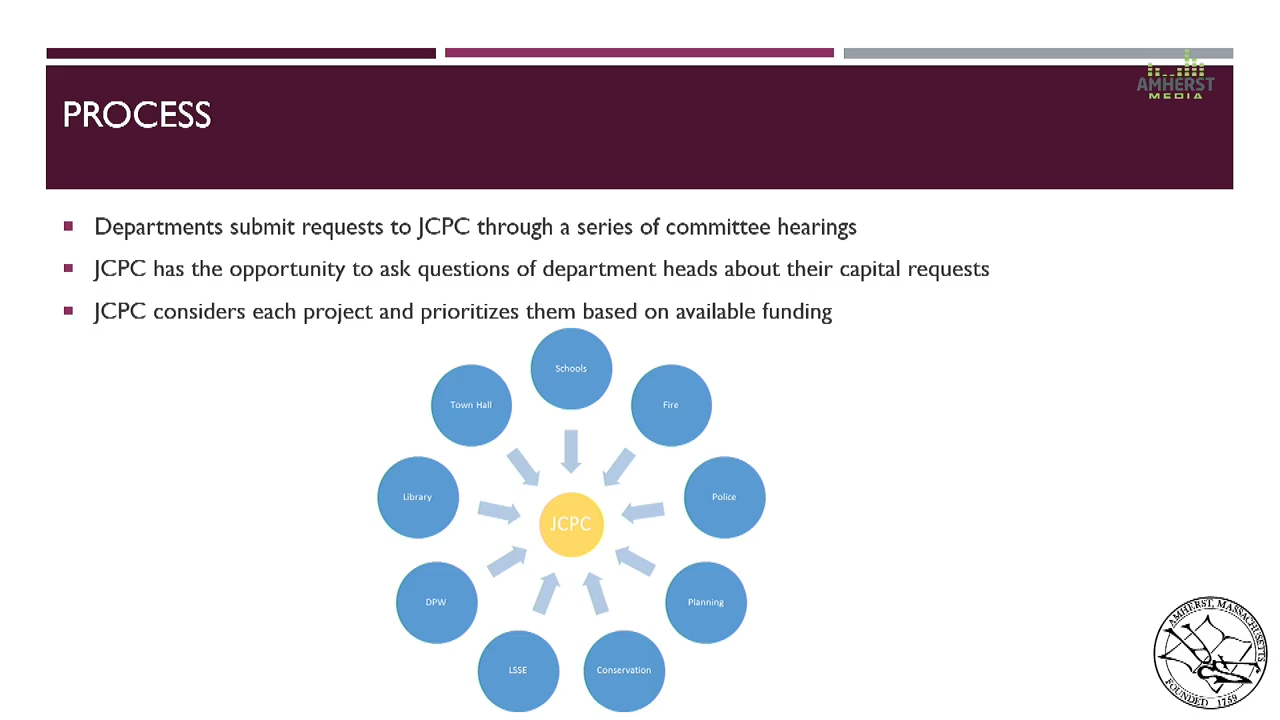 AMHERST
MEDIA
PROCESS
Departments submit requests to JCPC through a series of committee hearings
JCPC has the opportunity to ask questions of department heads about their capital requests
JCPC considers each project and prioritizes them based on available funding
Schools
Town Hall
Fire
Library
Police
JCPC
DPW
Planning
LSSE
Conservation
AMHERST, MASSACHUSETTS
FOUNDED 1759